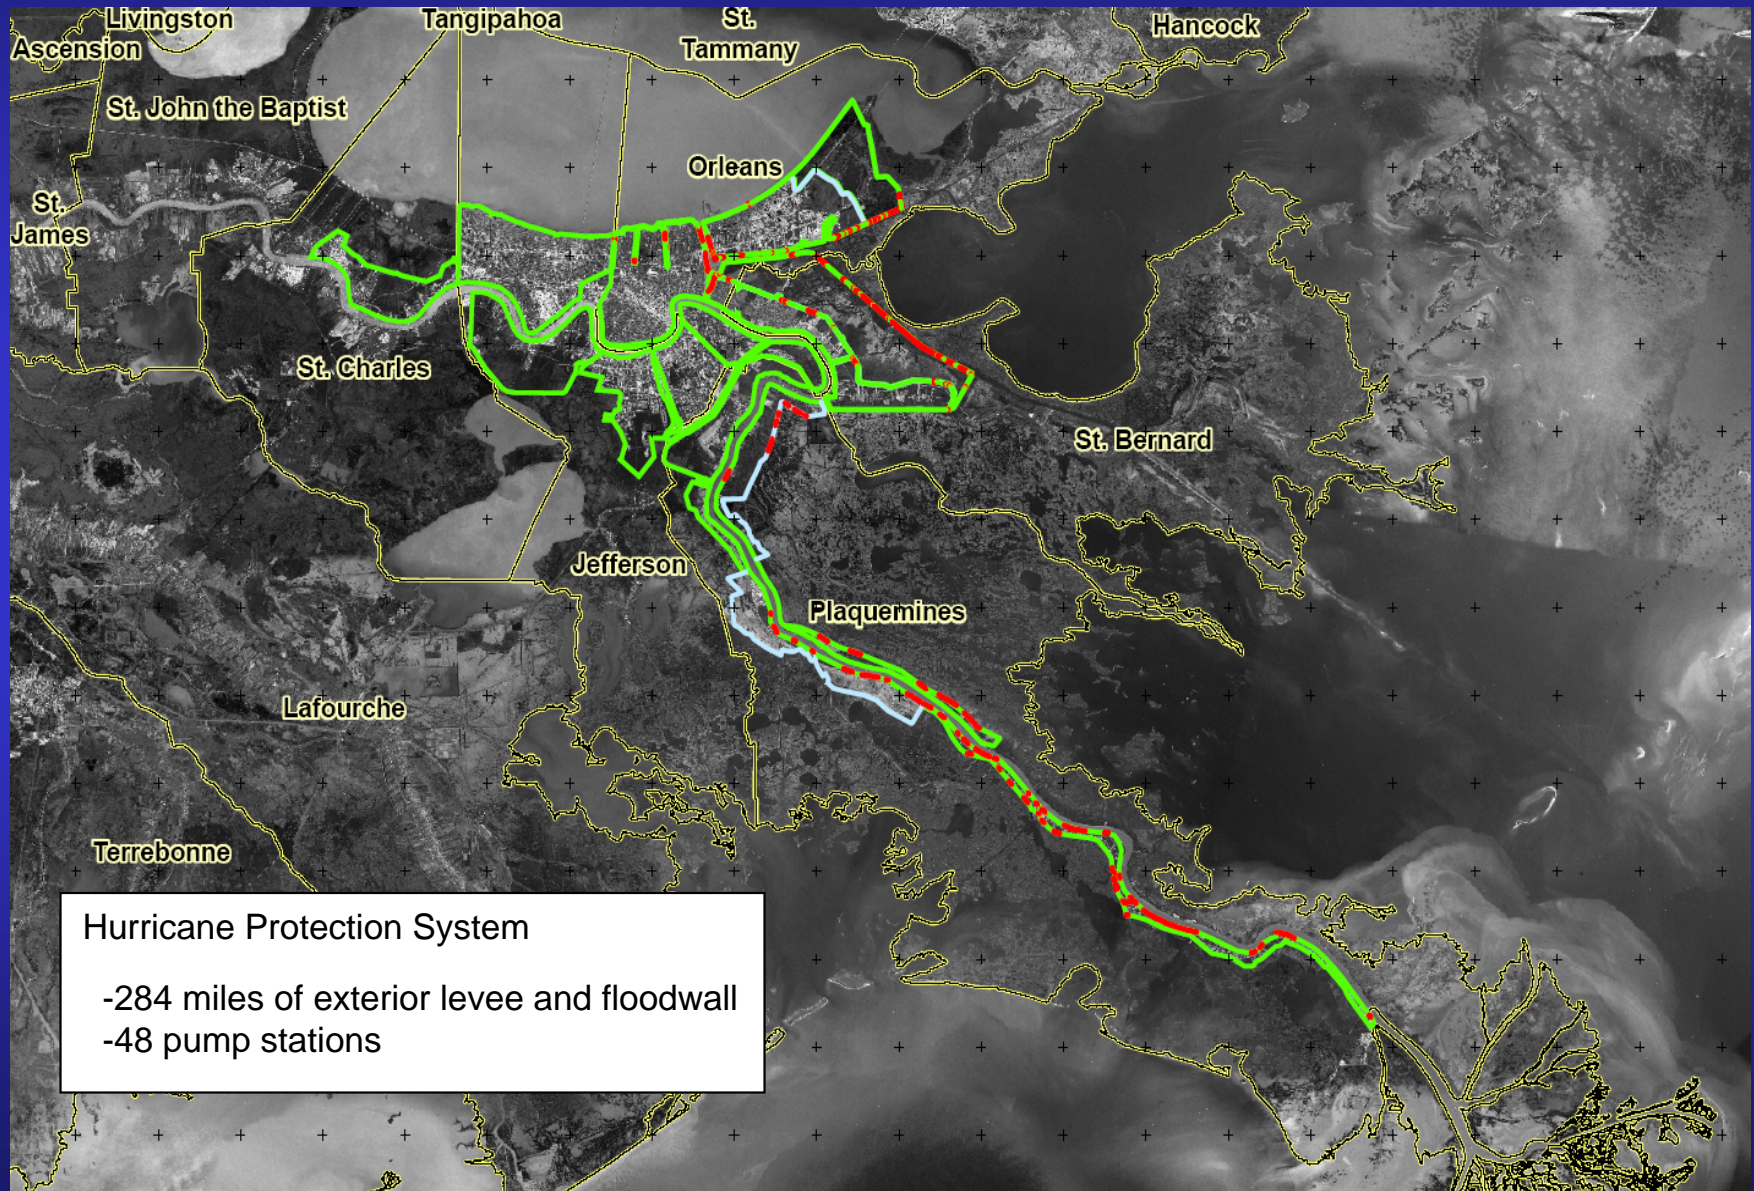 Livingston
Tangipahoa
St.
Tammany
Hancock
Ascension
St. John the Baptist
Orleans
St.
James
St. Charles
St. Bernard
Jefferson
Plaquemines
Lafourche
Terrebonne
Hurricane Protection System
-284 miles of exterior levee and floodwall
-48 pump stations